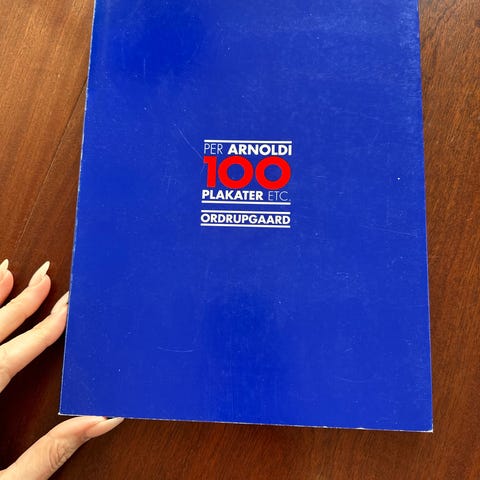 PER ARNOLDI
100
PLAKATER ETC.
ORDRUPGAARD